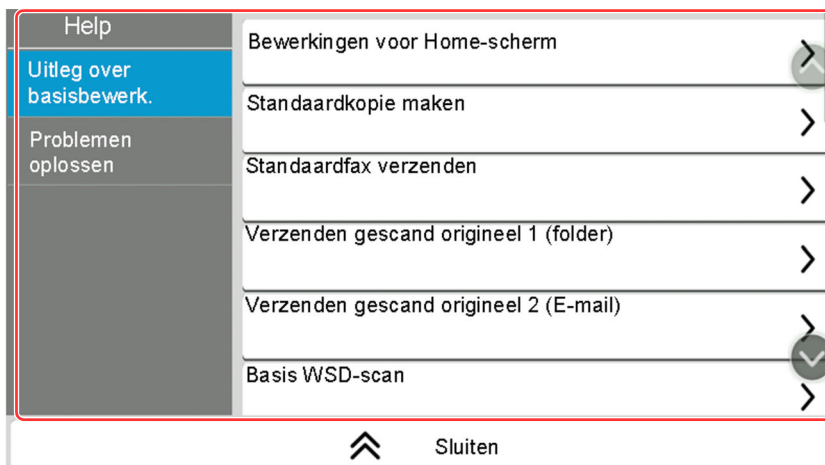 Help
Uitleg over
basisbewerk.
Problemen
oplossen
Bewerkingen voor Home-scherm
Standaardkopie maken
Standaardfax verzenden
Verzenden gescand origineel 1 (folder)
Verzenden gescand origineel 2 (E-mail)
Basis WSD-scan
Sluiten